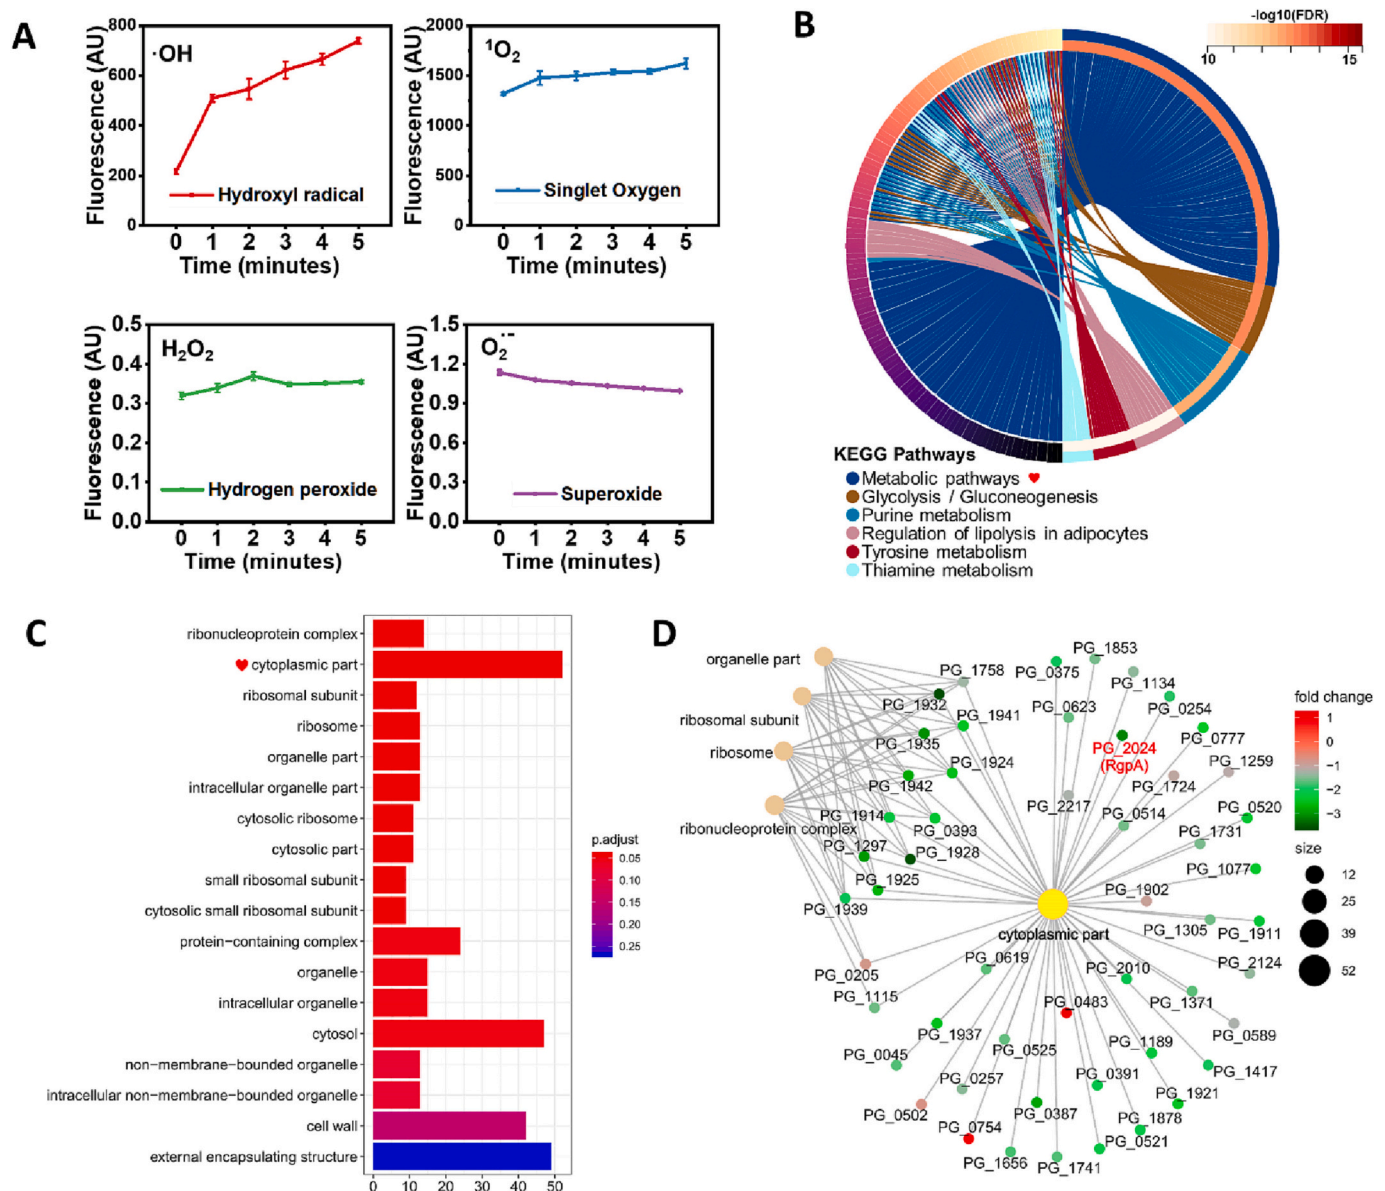 A
Fluorescence (AU)
800
600
400
200
0
·OH
Hydroxyl radical
0 1 2 3 4 5
Time (minutes)
Fluorescence (AU)
2000
1500
1000
500
0
¹O₂
Singlet Oxygen
0 1 2 3 4 5
Time (minutes)
Fluorescence (AU)
0.5
0.4
0.3
0.2
0.1
0.0
H₂O₂
Hydrogen peroxide
0 1 2 3 4 5
Time (minutes)
Fluorescence (AU)
1.5
1.2
0.9
0.6
0.3
0.0
O₂·⁻
Superoxide
0 1 2 3 4 5
Time (minutes)
B
-log10(FDR)
10 15
KEGG Pathways
Metabolic pathways ♥
Glycolysis / Gluconeogenesis
Purine metabolism
Regulation of lipolysis in adipocytes
Tyrosine metabolism
Thiamine metabolism
C
ribonucleoprotein complex
♥ cytoplasmic part
ribosomal subunit
ribosome
organelle part
intracellular organelle part
cytosolic ribosome
cytosolic part
small ribosomal subunit
cytosolic small ribosomal subunit
protein−containing complex
organelle
intracellular organelle
cytosol
non−membrane−bounded organelle
intracellular non−membrane−bounded organelle
cell wall
external encapsulating structure
0 10 20 30 40 50
p.adjust
0.05
0.10
0.15
0.20
0.25
D
organelle part
ribosomal subunit
ribosome
ribonucleoprotein complex
cytoplasmic part
PG_1758
PG_1932
PG_1941
PG_1935
PG_1924
PG_1942
PG_1914
PG_0393
PG_1297
PG_1928
PG_1925
PG_1939
PG_0205
PG_1115
PG_0375
PG_1853
PG_1134
PG_0623
PG_0254
PG_2024
(RgpA)
PG_0777
PG_1724
PG_1259
PG_2217
PG_0514
PG_0520
PG_1731
PG_1077
PG_1902
PG_1305
PG_1911
PG_2124
PG_0619
PG_2010
PG_0483
PG_1371
PG_0589
PG_1937
PG_0525
PG_1189
PG_0045
PG_0257
PG_0391
PG_1417
PG_1921
PG_0502
PG_0387
PG_1878
PG_0754
PG_0521
PG_1656
PG_1741
fold change
1
0
−1
−2
−3
size
12
25
39
52